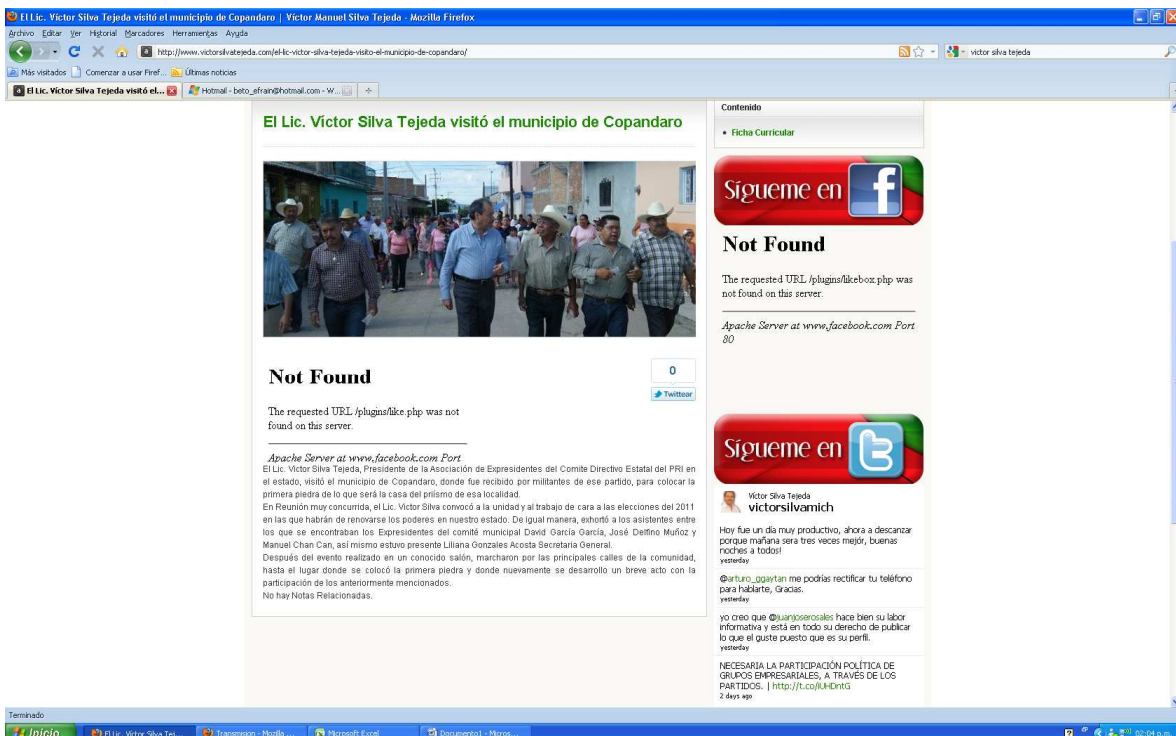 El Lic. Víctor Silva Tejeda visitó el municipio de Copandaro | Víctor Manuel Silva Tejeda - Mozilla Firefox
Archivo Editar Ver Historial Marcadores Herramientas Ayuda
http://www.victorsilvatejeda.com/el-lic-victor-silva-tejeda-visito-el-municipio-de-copandaro/
victor silva tejeda
Más visitados Comenzar a usar Firef... Últimas noticias
El Lic. Víctor Silva Tejeda visitó el... Hotmail - beto_efrain@hotmail.com - W...
El Lic. Víctor Silva Tejeda visitó el municipio de Copandaro
Not Found
The requested URL /plugins/like.php was not
found on this server.
Apache Server at www.facebook.com Port
0
Twittear
El Lic. Victor Silva Tejeda, Presidente de la Asociación de Expresidentes del Comite Directivo Estatal del PRI en
el estado, visitó el municipio de Copandaro, donde fue recibido por militantes de ese partido, para colocar la
primera piedra de lo que será la casa del priísmo de esa localidad.
En Reunión muy concurrida, el Lic. Victor Silva convocó a la unidad y al trabajo de cara a las elecciones del 2011
en las que habrán de renovarse los poderes en nuestro estado. De igual manera, exhortó a los asistentes entre
los que se encontraban los Expresidentes del comité municipal David García García, José Delfino Muñoz y
Manuel Chan Can, así mismo estuvo presente Liliana Gonzales Acosta Secretaria General.
Después del evento realizado en un conocido salón, marcharon por las principales calles de la comunidad,
hasta el lugar donde se colocó la primera piedra y donde nuevamente se desarrollo un breve acto con la
participación de los anteriormente mencionados.
No hay Notas Relacionadas.
Contenido
Ficha Curricular
Sígueme en f
Not Found
The requested URL /plugins/likebox.php was
not found on this server.
Apache Server at www.facebook.com Port
80
Sígueme en t
Víctor Silva Tejeda
victorsilvamich
Hoy fue un día muy productivo, ahora a descanzar
porque mañana sera tres veces mejór, buenas
noches a todos!
yesterday
@arturo_ggaytan me podrías rectificar tu teléfono
para hablarte, Gracias.
yesterday
yo creo que @juanjoserosales hace bien su labor
informativa y está en todo su derecho de publicar
lo que el guste puesto que es su perfil.
yesterday
NECESARIA LA PARTICIPACIÓN POLÍTICA DE
GRUPOS EMPRESARIALES, A TRAVÉS DE LOS
PARTIDOS. | http://t.co/iUHDntG
2 days ago
Terminado
Inicio El Lic. Víctor Silva Tej... Transmision - Mozilla ... Microsoft Excel Documento1 - Micros... 02:04 p.m.